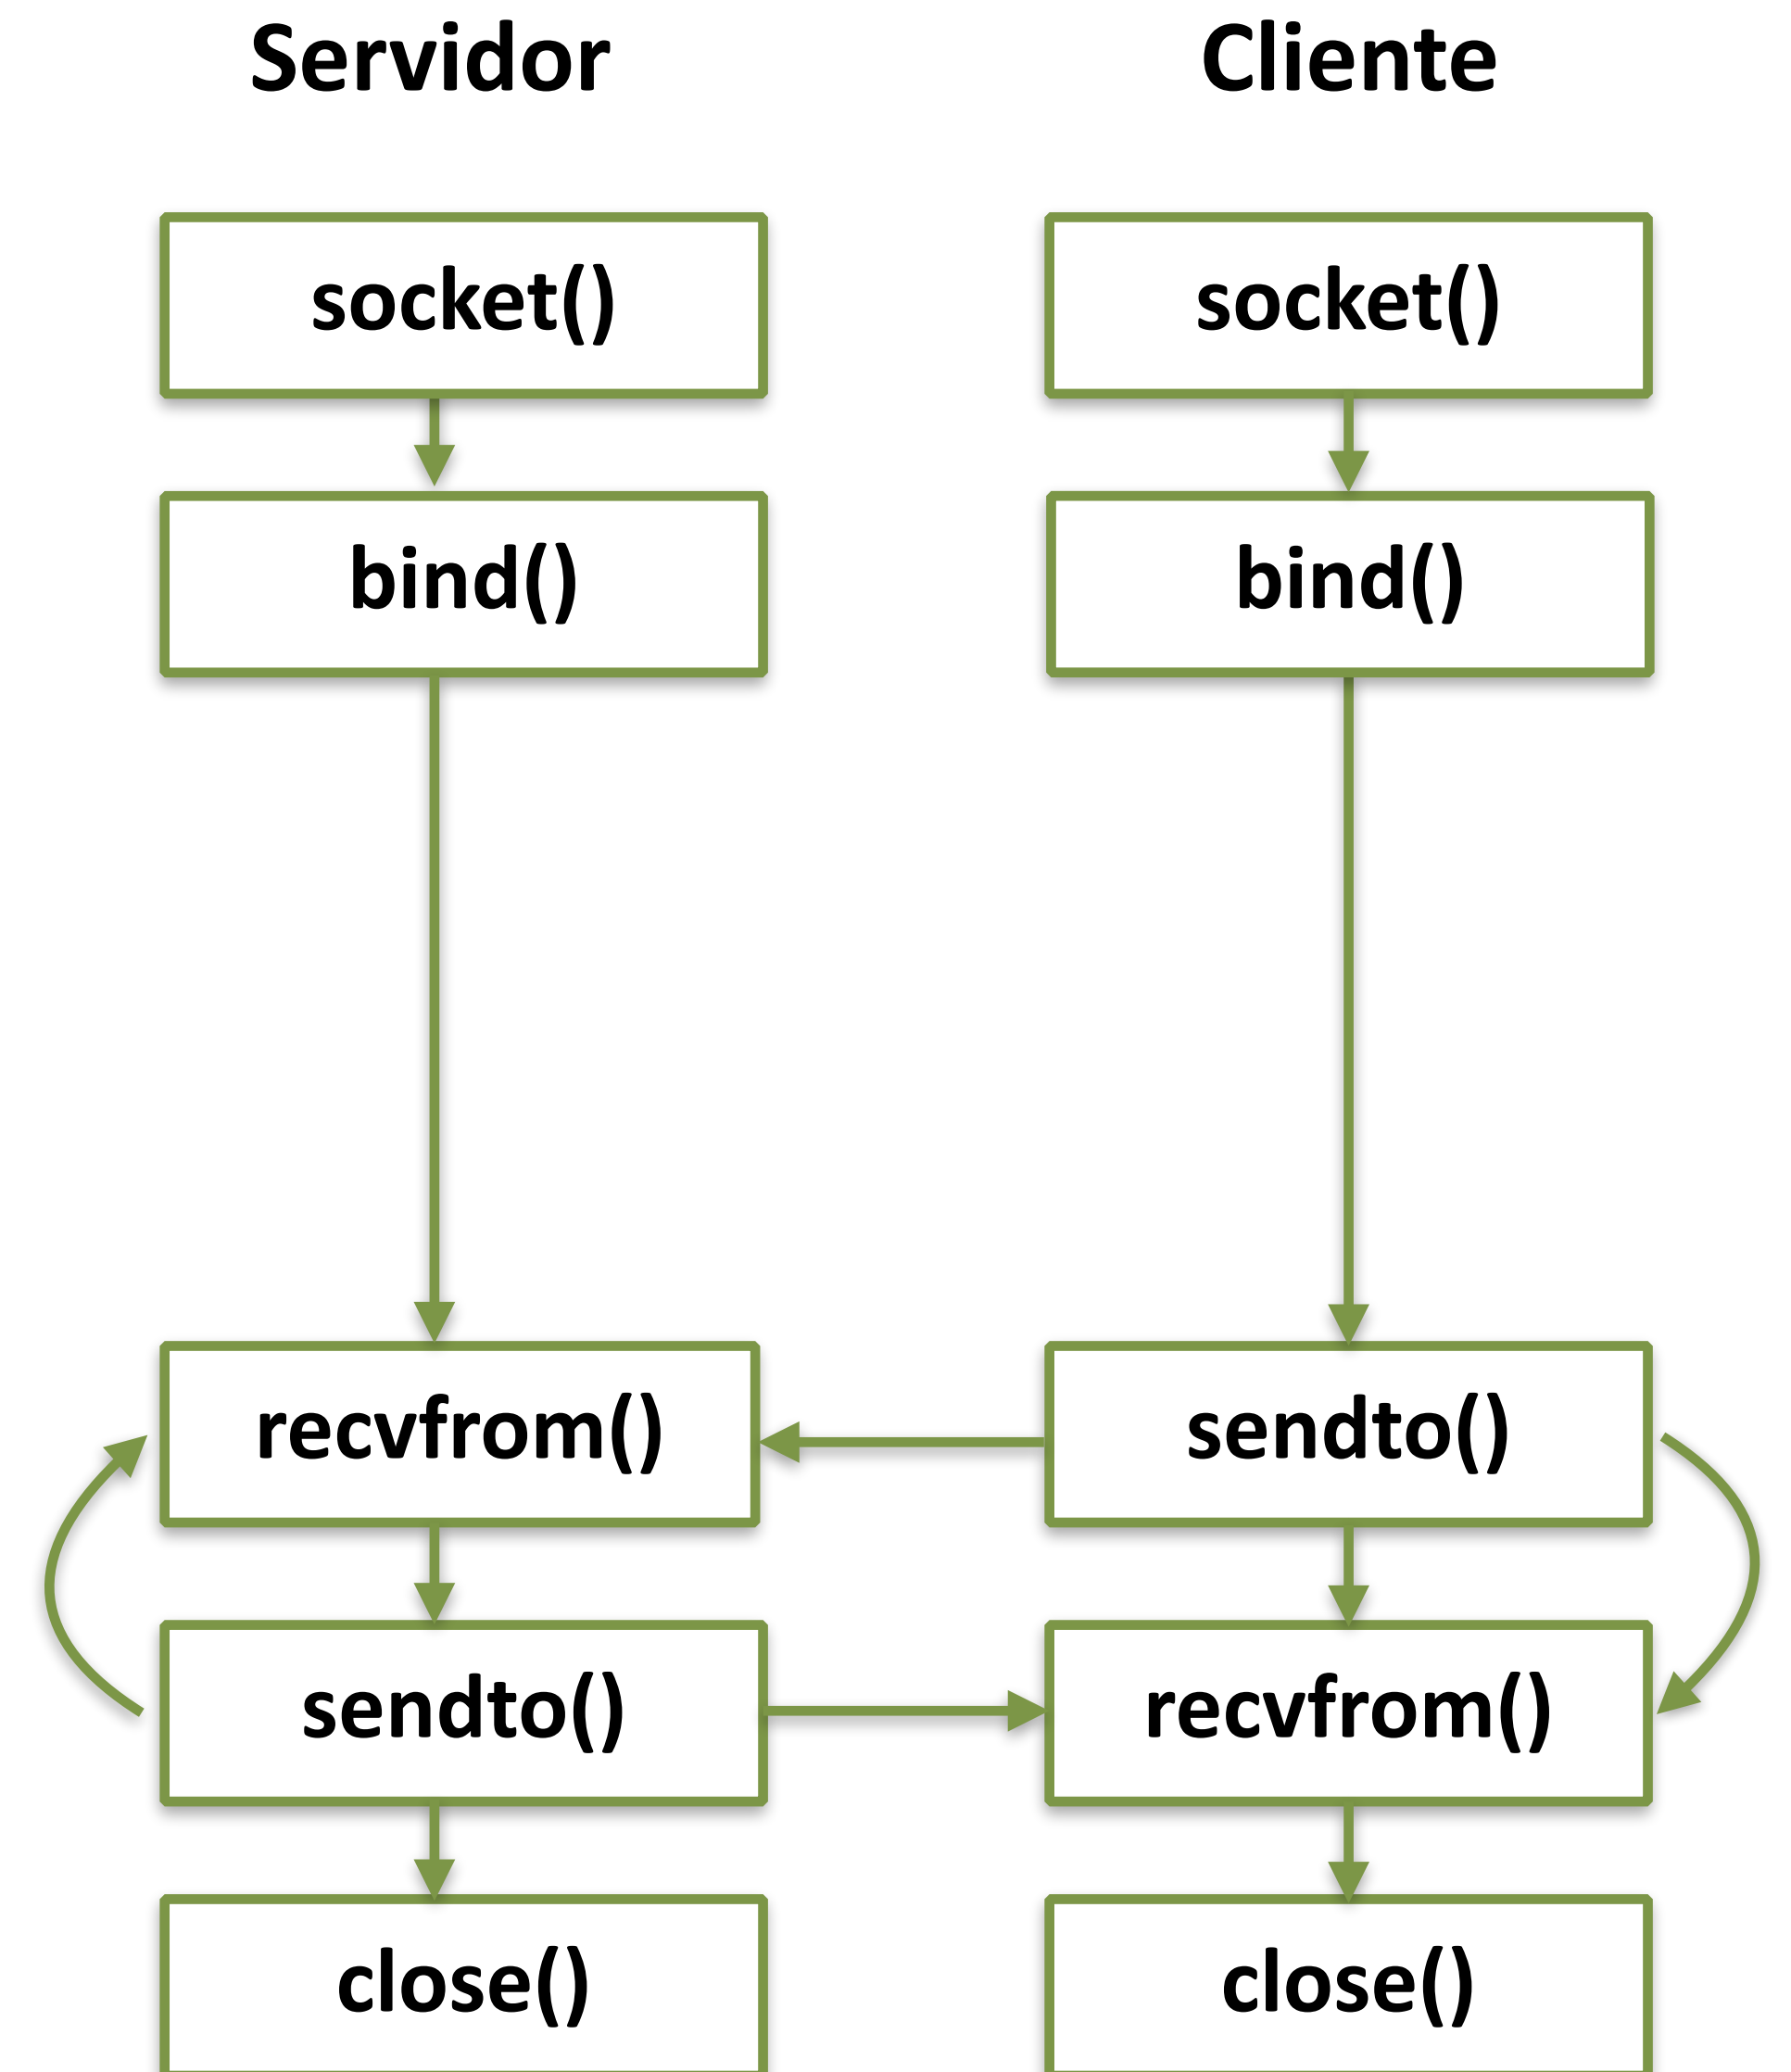 Servidor
Cliente
socket()
socket()
bind()
bind()
recvfrom()
sendto()
sendto()
recvfrom()
close()
close()